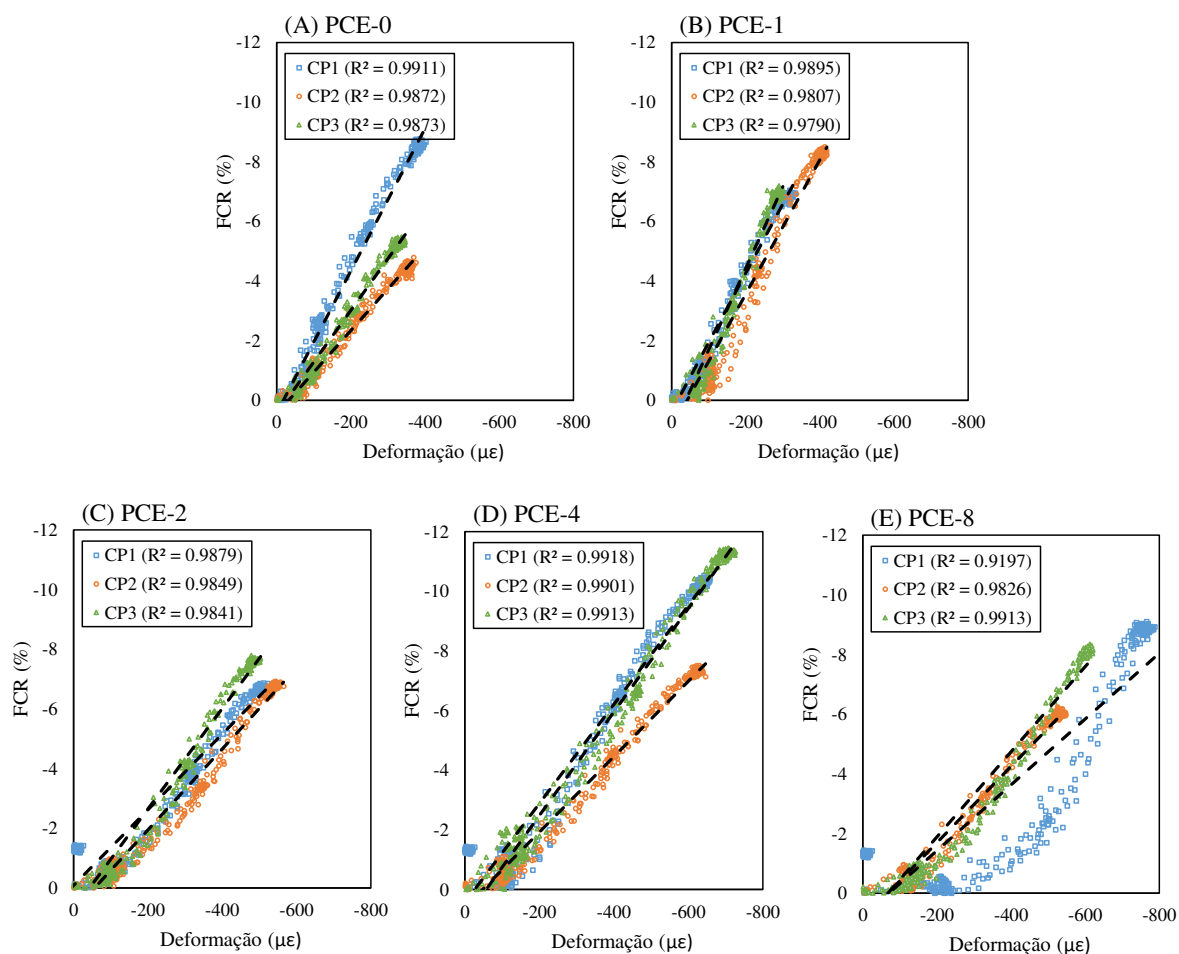 (A) PCE-0
-12
-10
-8
-6
-4
-2
0
FCR (%)
CP1 (R² = 0.9911)
CP2 (R² = 0.9872)
CP3 (R² = 0.9873)
0 -200 -400 -600 -800
Deformação (με)
(B) PCE-1
-12
-10
-8
-6
-4
-2
0
FCR (%)
CP1 (R² = 0.9895)
CP2 (R² = 0.9807)
CP3 (R² = 0.9790)
0 -200 -400 -600 -800
Deformação (με)
(C) PCE-2
-12
-10
-8
-6
-4
-2
0
FCR (%)
CP1 (R² = 0.9879)
CP2 (R² = 0.9849)
CP3 (R² = 0.9841)
0 -200 -400 -600 -800
Deformação (με)
(D) PCE-4
-12
-10
-8
-6
-4
-2
0
FCR (%)
CP1 (R² = 0.9918)
CP2 (R² = 0.9901)
CP3 (R² = 0.9913)
0 -200 -400 -600 -800
Deformação (με)
(E) PCE-8
-12
-10
-8
-6
-4
-2
0
FCR (%)
CP1 (R² = 0.9197)
CP2 (R² = 0.9826)
CP3 (R² = 0.9913)
0 -200 -400 -600 -800
Deformação (με)